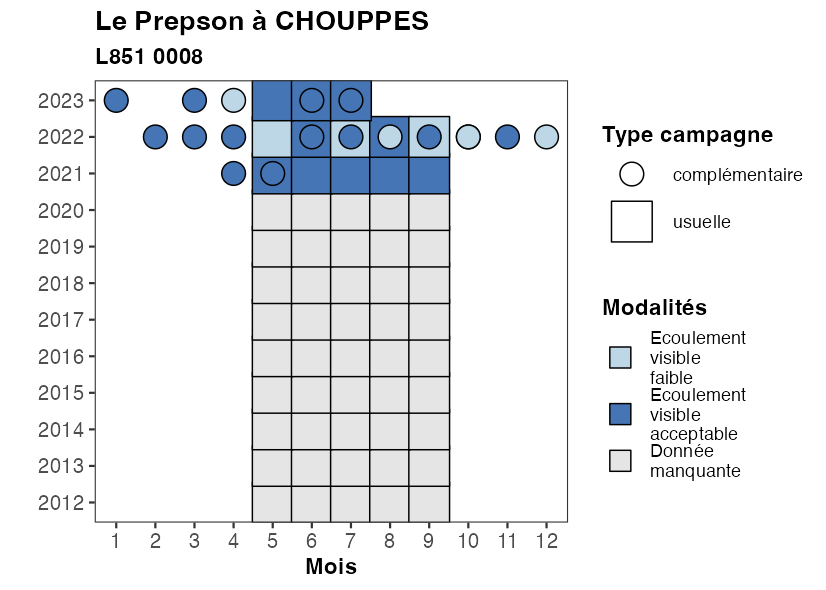 Le Prepson à CHOUPPES
L851 0008
2023
2022
2021
2020
2019
2018
2017
2016
2015
2014
2013
2012
1 2 3 4 5 6 7 8 9 10 11 12
Mois
Type campagne
complémentaire
usuelle
Modalités
Ecoulement
visible
faible
Ecoulement
visible
acceptable
Donnée
manquante